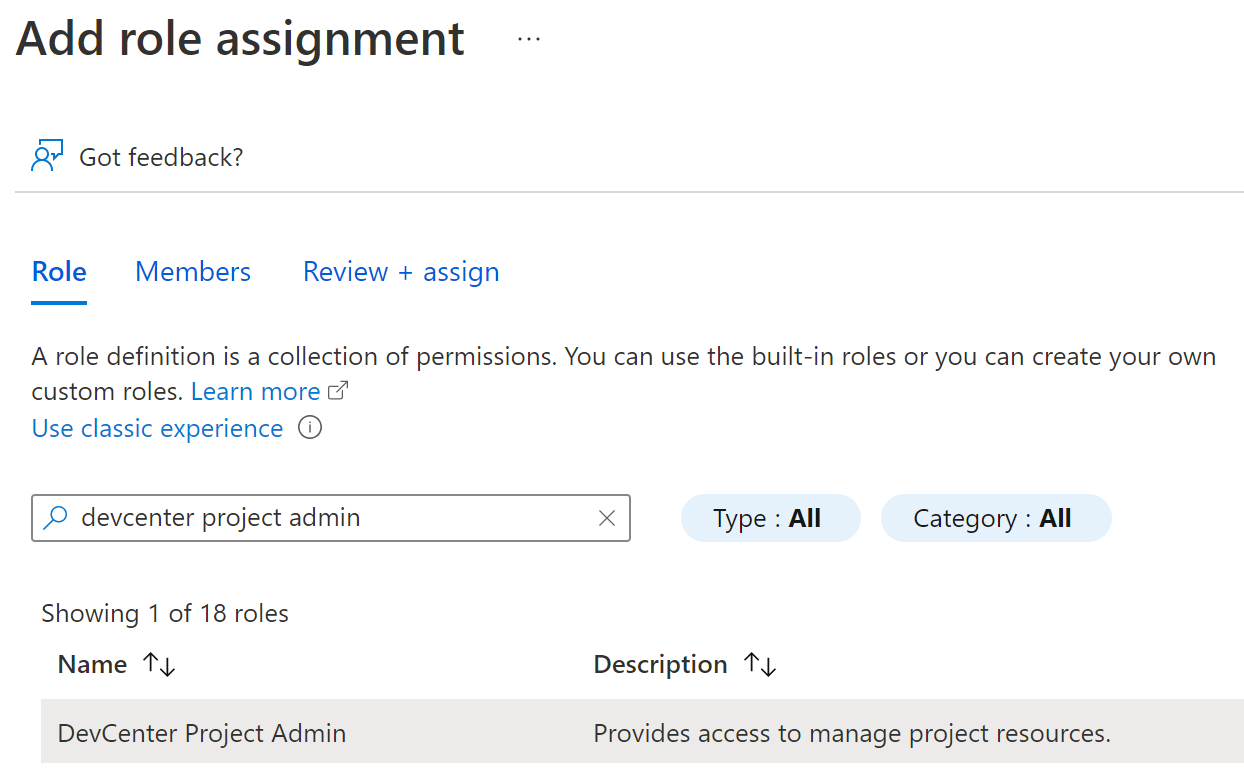 Add role assignment ...
Got feedback?
Role Members Review + assign
A role definition is a collection of permissions. You can use the built-in roles or you can create your own
custom roles. Learn more
Use classic experience
devcenter project admin Type : All Category : All
Showing 1 of 18 roles
Name Description
DevCenter Project Admin Provides access to manage project resources.